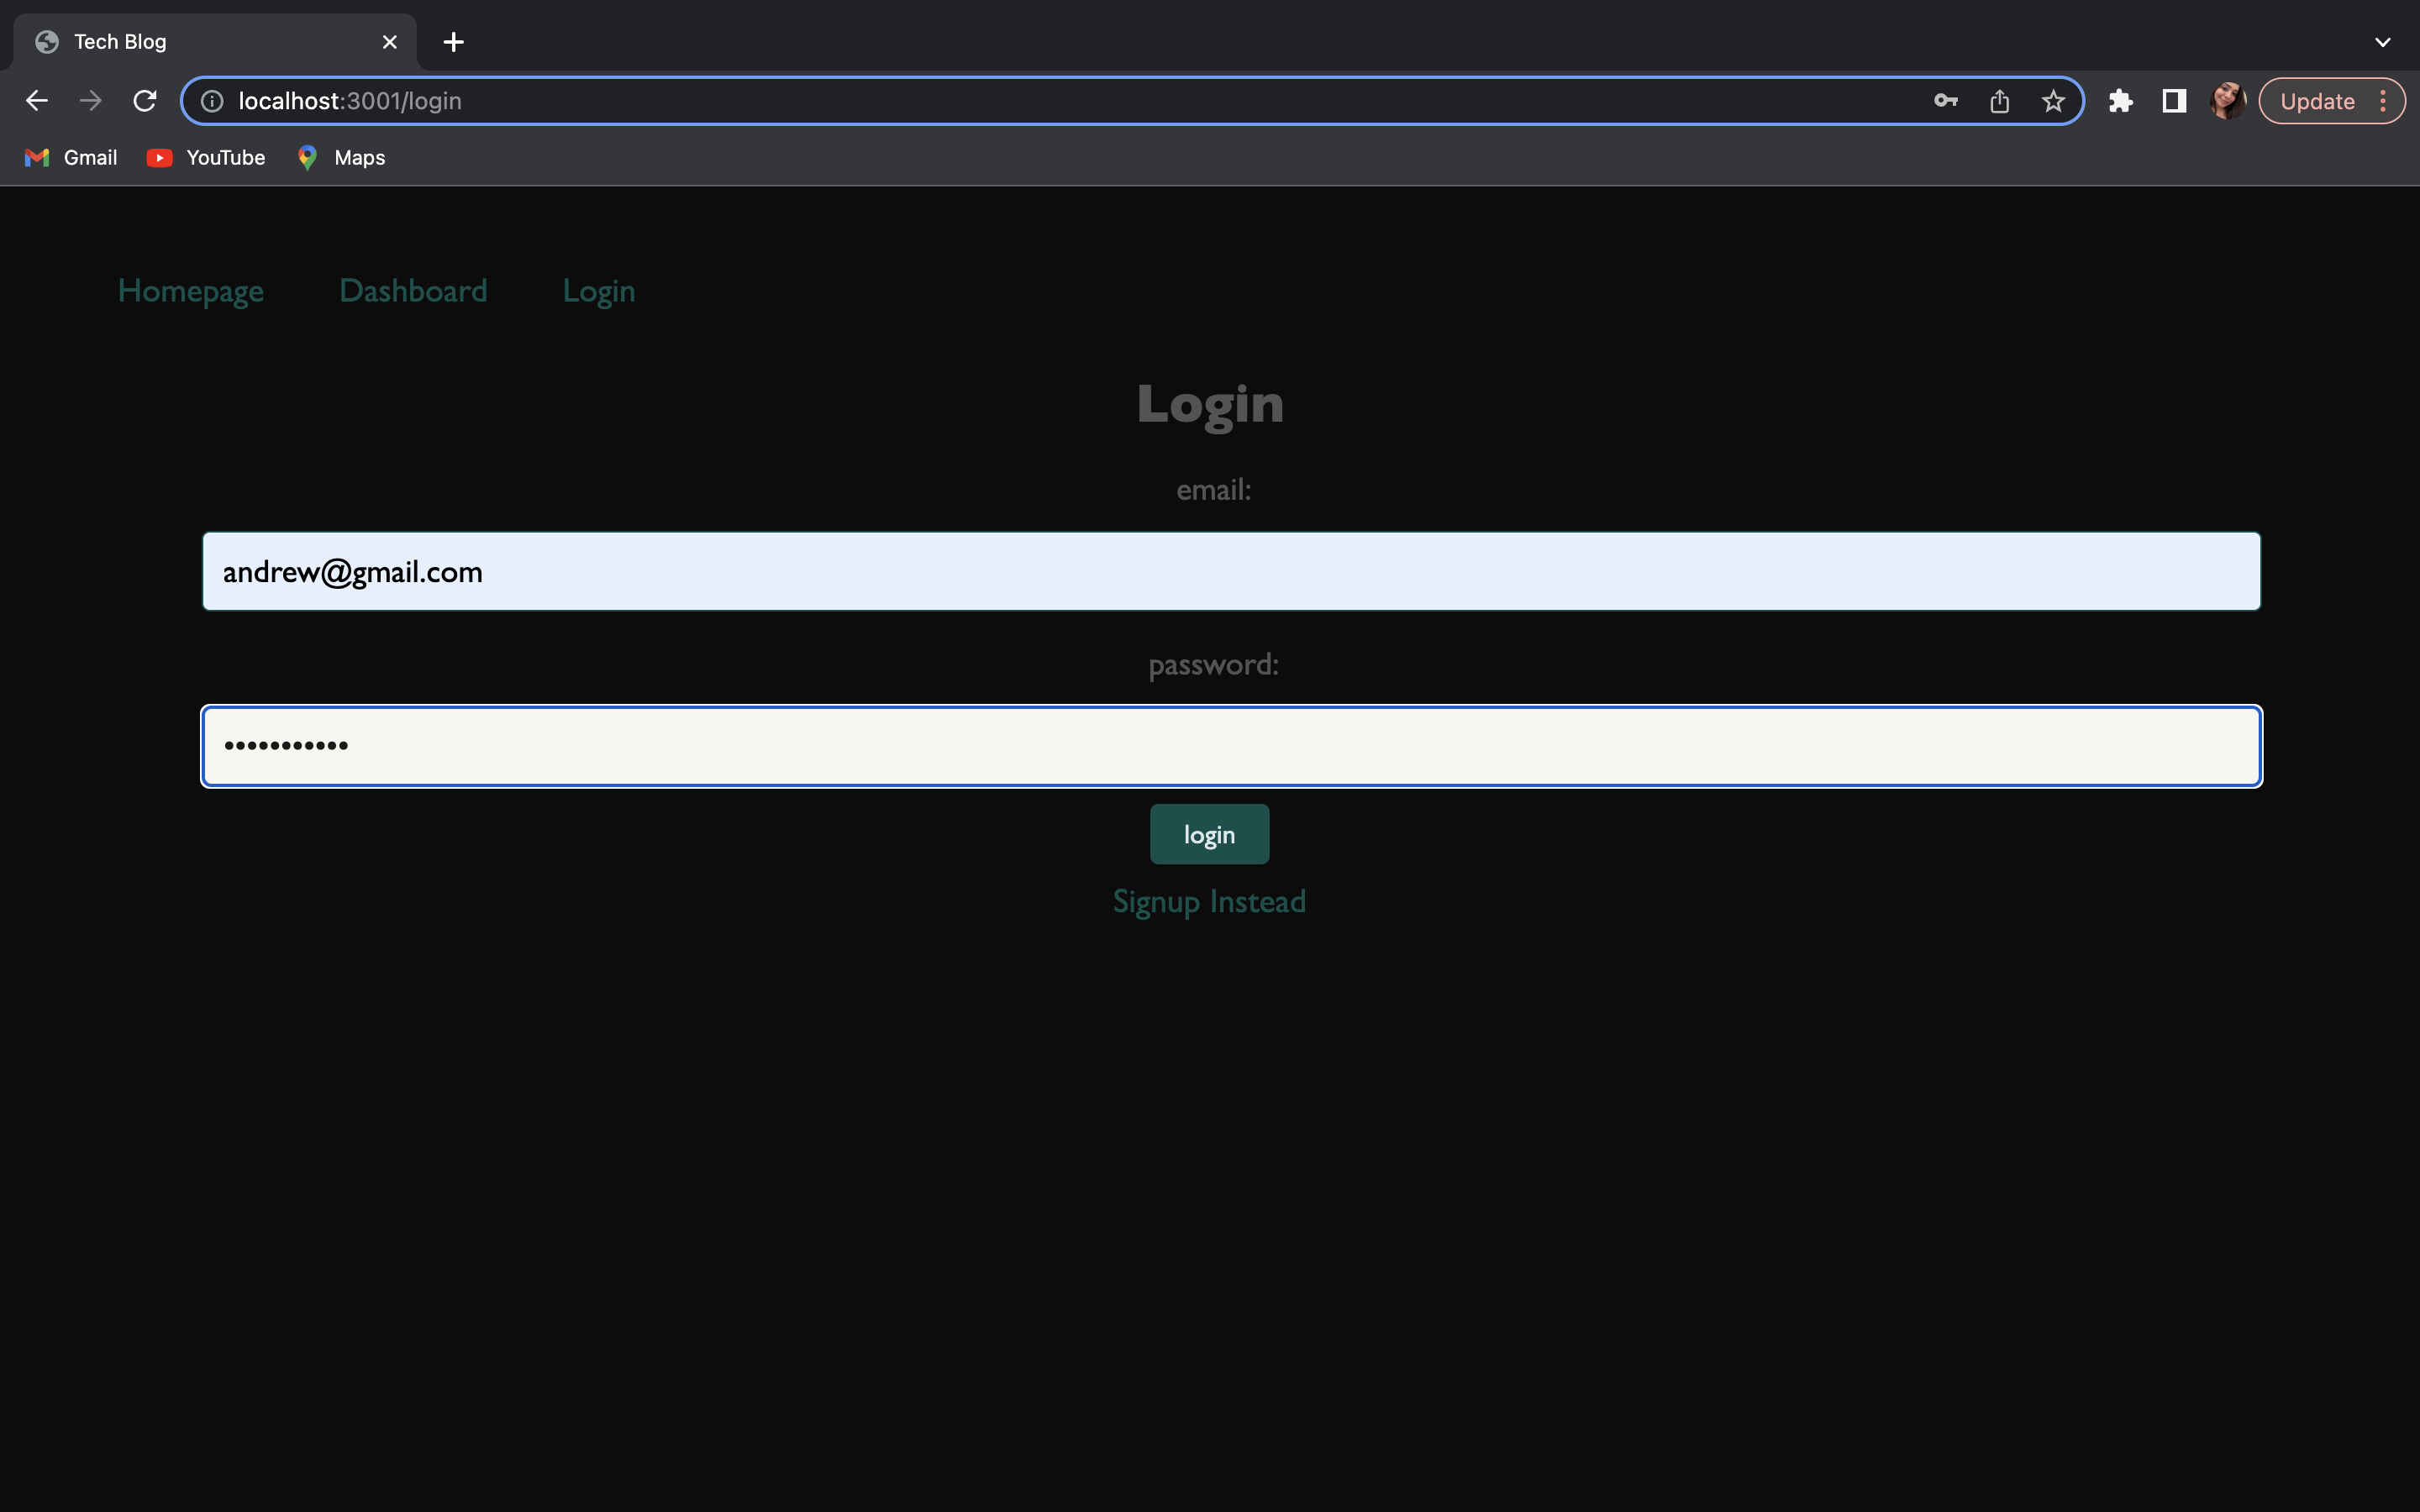 Tech Blog
localhost:3001/login
Update
Gmail YouTube Maps
Homepage Dashboard Login
Login
email:
andrew@gmail.com
password:
•••••••••••
login
Signup Instead